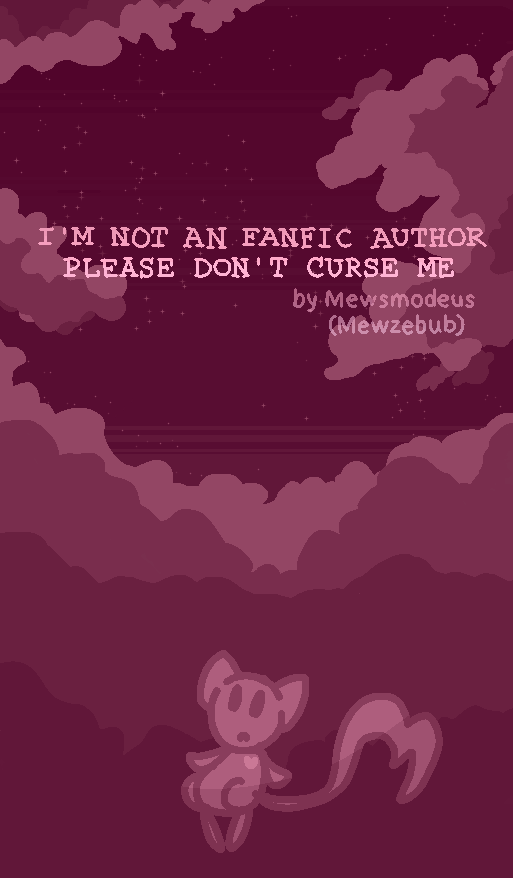 I'M NOT AN FANFIC AUTHOR
PLEASE DON'T CURSE ME
by Mewsmodeus
(Mewzebub)